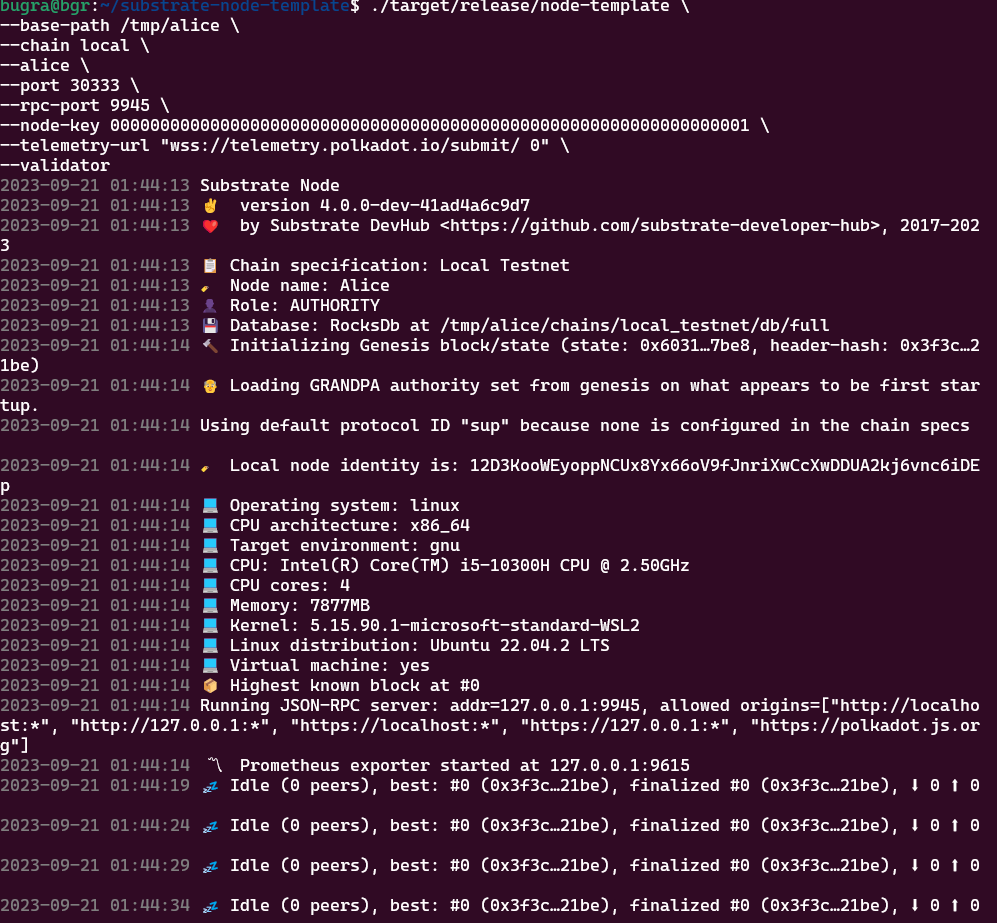 bugra@bgr:~/substrate-node-template$ ./target/release/node-template \
--base-path /tmp/alice \
--chain local \
--alice \
--port 30333 \
--rpc-port 9945 \
--node-key 0000000000000000000000000000000000000000000000000000000000000001 \
--telemetry-url "wss://telemetry.polkadot.io/submit/ 0" \
--validator
2023-09-21 01:44:13 Substrate Node
2023-09-21 01:44:13 ✌️  version 4.0.0-dev-41ad4a6c9d7
2023-09-21 01:44:13 ❤️  by Substrate DevHub <https://github.com/substrate-developer-hub>, 2017-202
3
2023-09-21 01:44:13 📋 Chain specification: Local Testnet
2023-09-21 01:44:13 🏷  Node name: Alice
2023-09-21 01:44:13 👤 Role: AUTHORITY
2023-09-21 01:44:13 💾 Database: RocksDb at /tmp/alice/chains/local_testnet/db/full
2023-09-21 01:44:14 🔨 Initializing Genesis block/state (state: 0x6031…7be8, header-hash: 0x3f3c…2
1be)
2023-09-21 01:44:14 👴 Loading GRANDPA authority set from genesis on what appears to be first star
tup.
2023-09-21 01:44:14 Using default protocol ID "sup" because none is configured in the chain specs
2023-09-21 01:44:14 🏷  Local node identity is: 12D3KooWEyoppNCUx8Yx66oV9fJnriXwCcXwDDUA2kj6vnc6iDE
p
2023-09-21 01:44:14 💻 Operating system: linux
2023-09-21 01:44:14 💻 CPU architecture: x86_64
2023-09-21 01:44:14 💻 Target environment: gnu
2023-09-21 01:44:14 💻 CPU: Intel(R) Core(TM) i5-10300H CPU @ 2.50GHz
2023-09-21 01:44:14 💻 CPU cores: 4
2023-09-21 01:44:14 💻 Memory: 7877MB
2023-09-21 01:44:14 💻 Kernel: 5.15.90.1-microsoft-standard-WSL2
2023-09-21 01:44:14 💻 Linux distribution: Ubuntu 22.04.2 LTS
2023-09-21 01:44:14 💻 Virtual machine: yes
2023-09-21 01:44:14 📦 Highest known block at #0
2023-09-21 01:44:14 Running JSON-RPC server: addr=127.0.0.1:9945, allowed origins=["http://localho
st:*", "http://127.0.0.1:*", "https://localhost:*", "https://127.0.0.1:*", "https://polkadot.js.or
g"]
2023-09-21 01:44:14 〽️  Prometheus exporter started at 127.0.0.1:9615
2023-09-21 01:44:19 💤 Idle (0 peers), best: #0 (0x3f3c…21be), finalized #0 (0x3f3c…21be), ⬇ 0 ⬆ 0
2023-09-21 01:44:24 💤 Idle (0 peers), best: #0 (0x3f3c…21be), finalized #0 (0x3f3c…21be), ⬇ 0 ⬆ 0
2023-09-21 01:44:29 💤 Idle (0 peers), best: #0 (0x3f3c…21be), finalized #0 (0x3f3c…21be), ⬇ 0 ⬆ 0
2023-09-21 01:44:34 💤 Idle (0 peers), best: #0 (0x3f3c…21be), finalized #0 (0x3f3c…21be), ⬇ 0 ⬆ 0